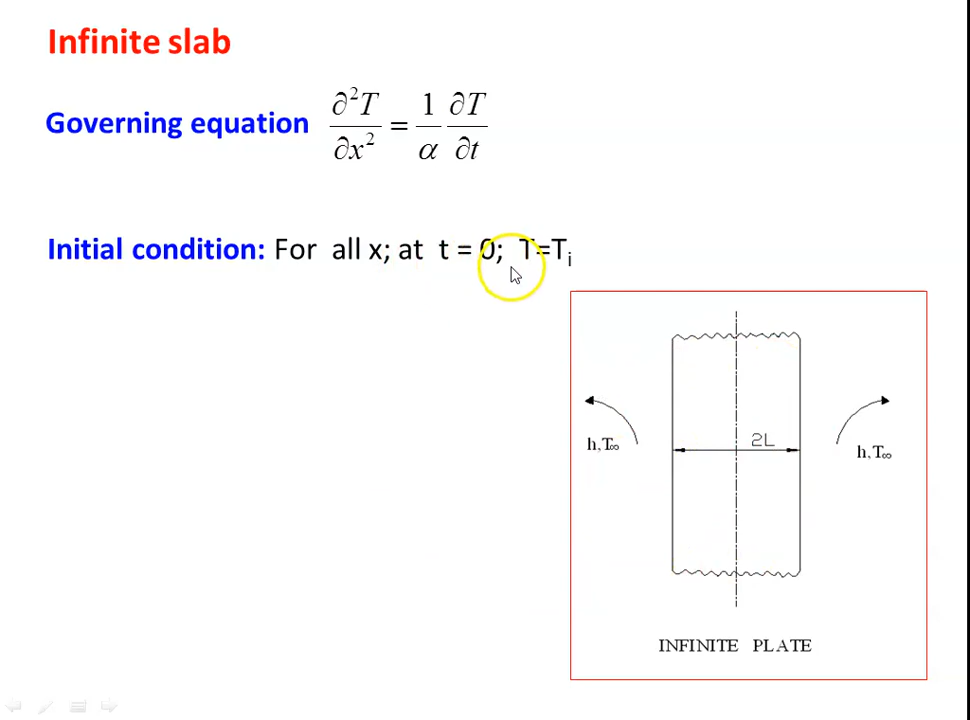 Infinite slab
Governing equation ∂²T/∂x² = 1/α ∂T/∂t
Initial condition: For all x; at t = 0; T=Tᵢ
2L
h,T∞
h,T∞
INFINITE PLATE